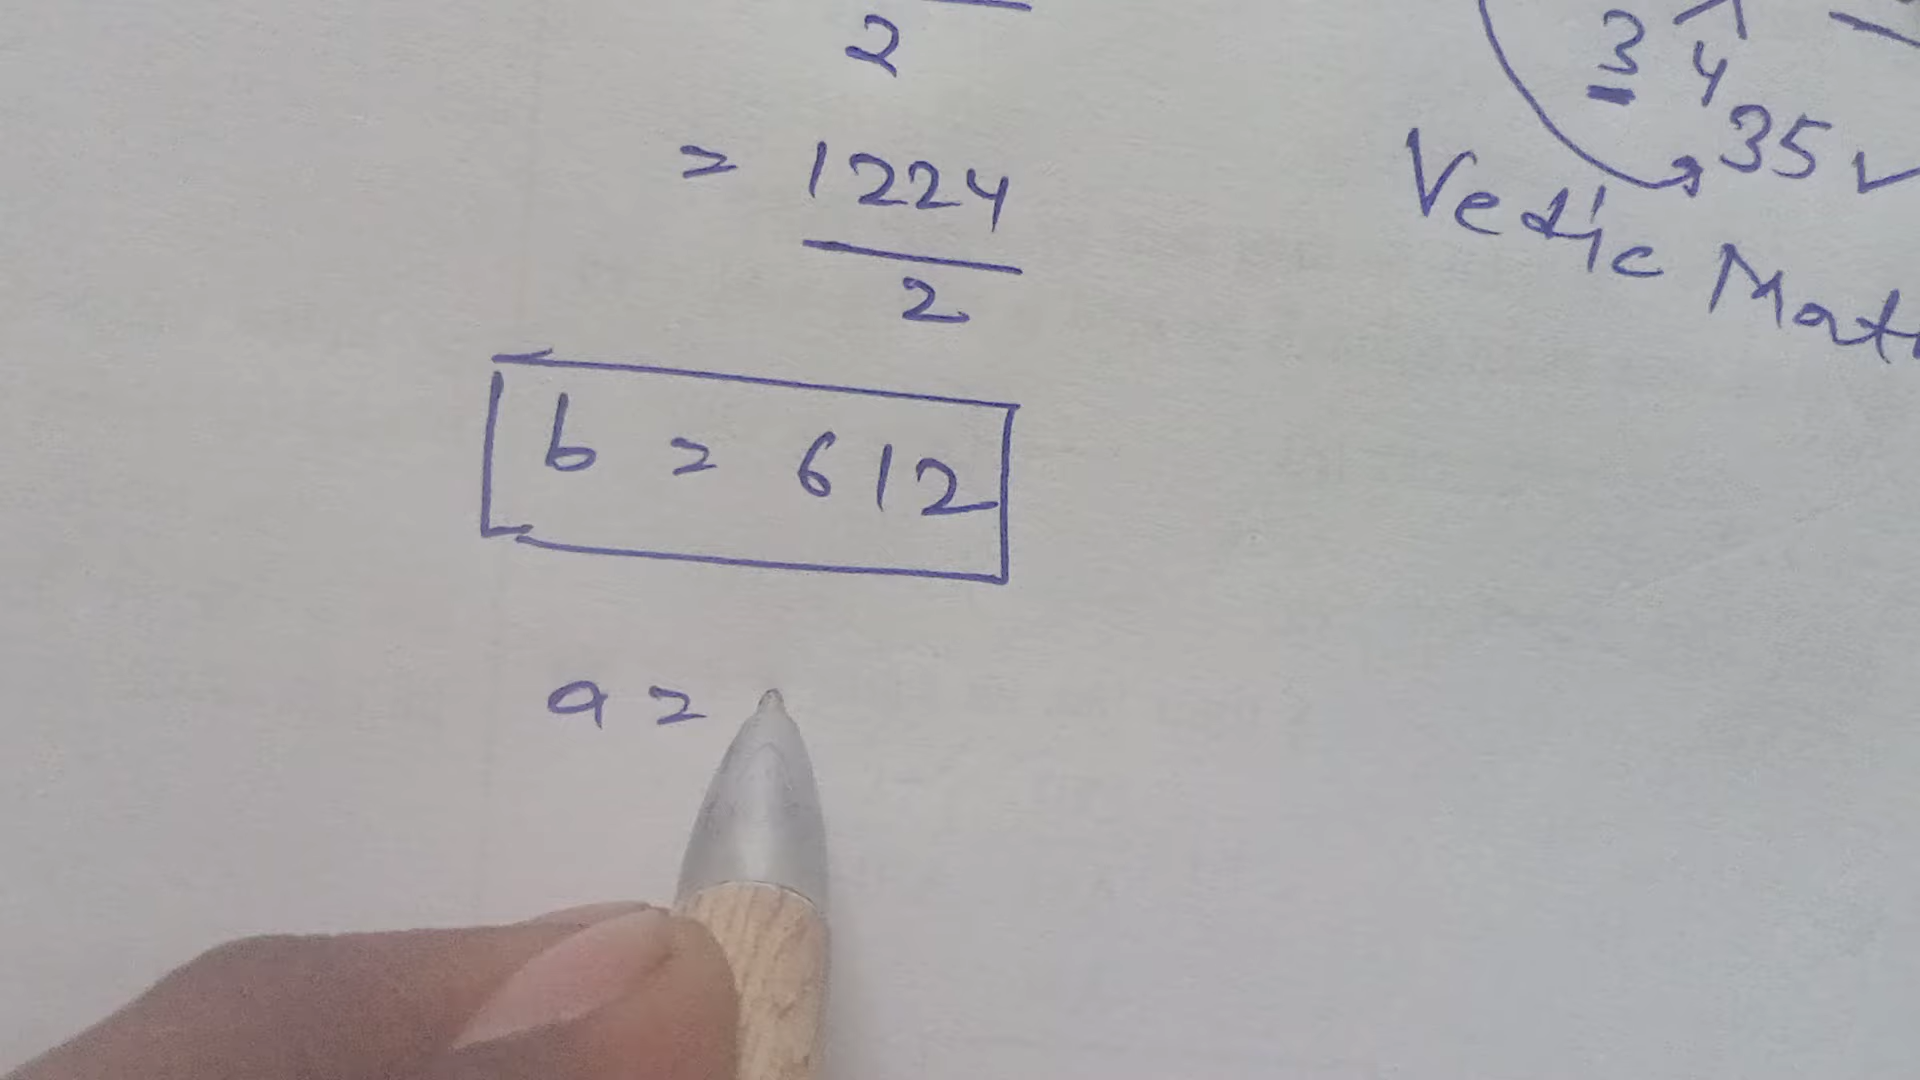 2
= 1224
2
b = 612
a =
3 4
35 ✓
Vedic Mat